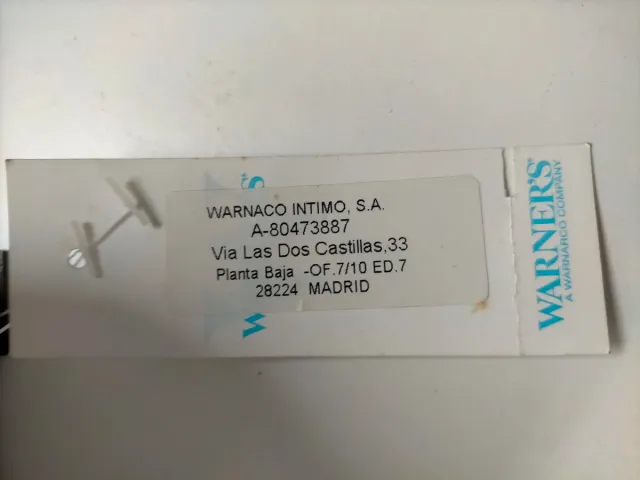 WARNACO INTIMO, S.A.
A-80473887
Via Las Dos Castillas,33
Planta Baja -OF.7/10 ED.7
28224 MADRID
WARNER'S®
A WARNARCO COMPANY